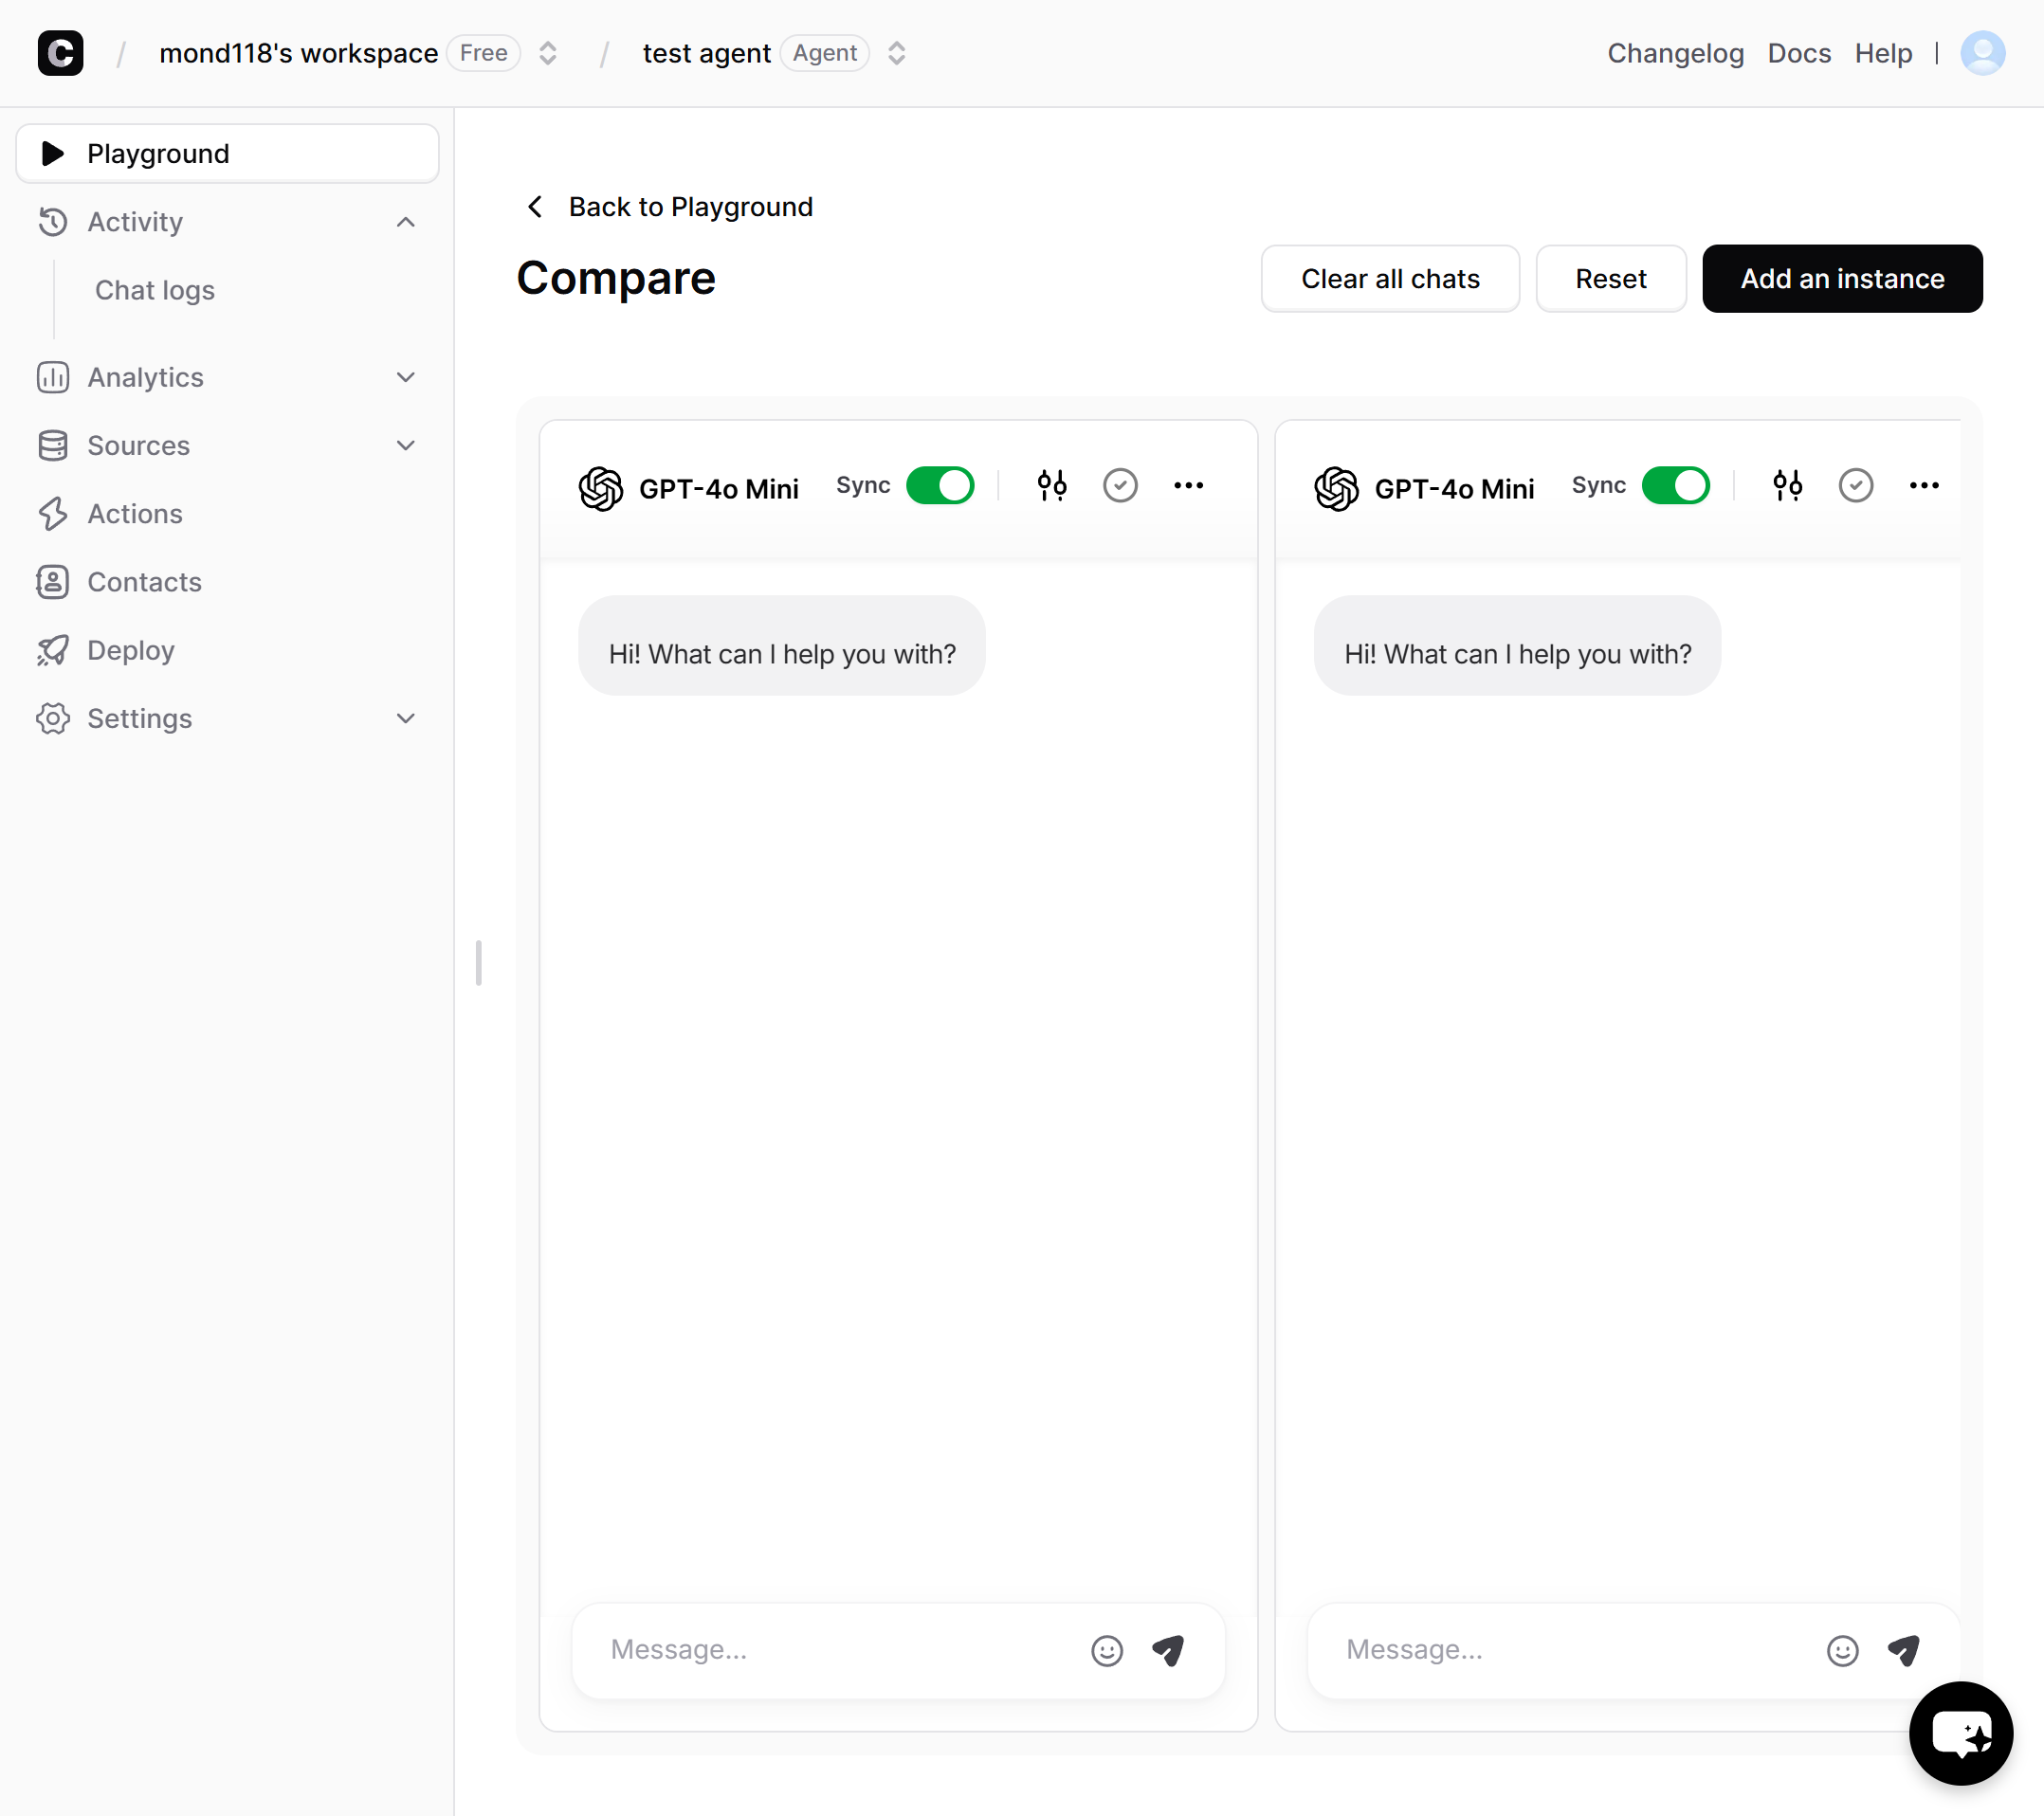 C / mond118's workspace Free / test agent Agent Changelog Docs Help
Playground
Activity
Chat logs
Analytics
Sources
Actions
Contacts
Deploy
Settings
Back to Playground
Compare Clear all chats Reset Add an instance
GPT-4o Mini Sync
Hi! What can I help you with?
Message...
GPT-4o Mini Sync
Hi! What can I help you with?
Message...